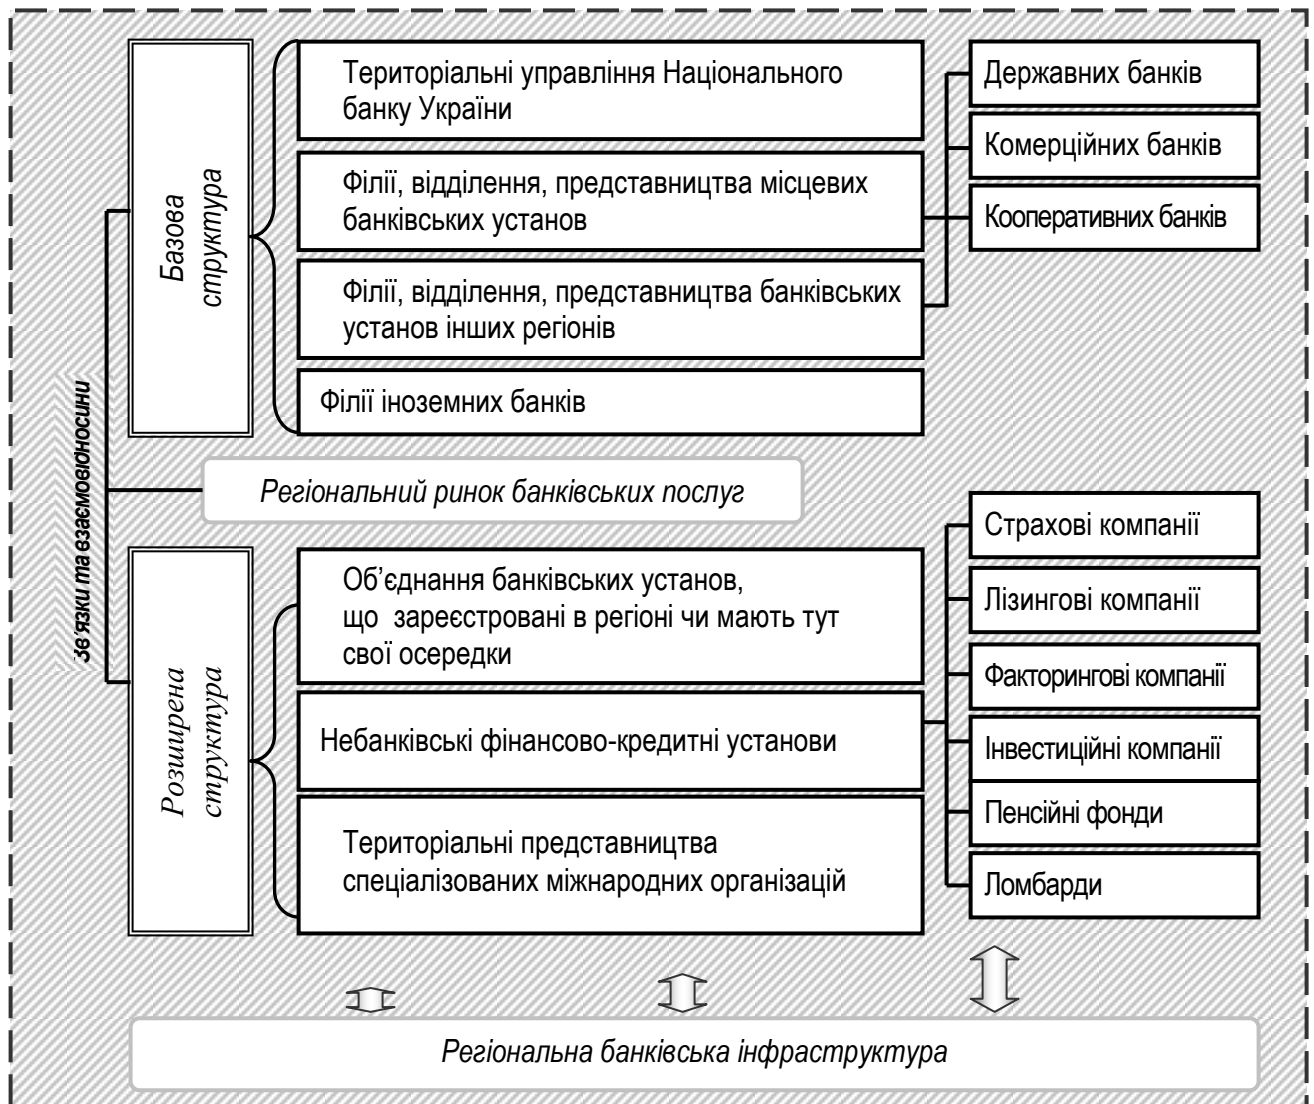 Базова
структура
Територіальні управління Національного
банку України
Філії, відділення, представництва місцевих
банківських установ
Філії, відділення, представництва банківських
установ інших регіонів
Філії іноземних банків
Державних банків
Комерційних банків
Кооперативних банків
Зв’язки та взаємовідносини
Регіональний ринок банківських послуг
Розширена
структура
Об’єднання банківських установ,
що зареєстровані в регіоні чи мають тут
свої осередки
Небанківські фінансово-кредитні установи
Територіальні представництва
спеціалізованих міжнародних організацій
Страхові компанії
Лізингові компанії
Факторингові компанії
Інвестиційні компанії
Пенсійні фонди
Ломбарди
Регіональна банківська інфраструктура